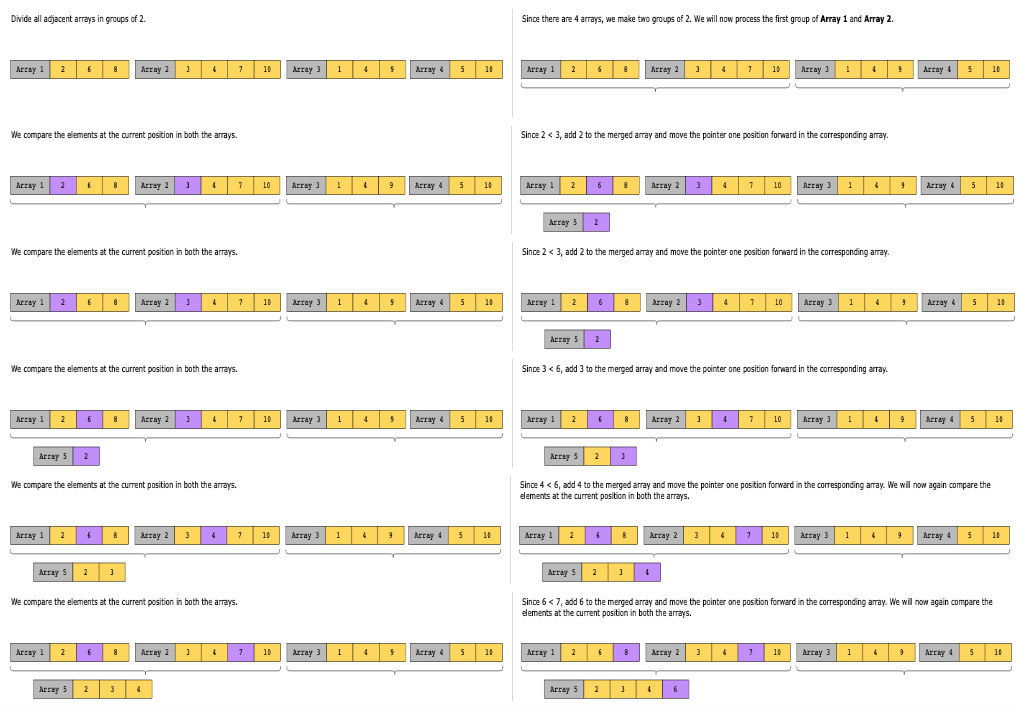 Divide all adjacent arrays in groups of 2.
Array 1 2 6 8 Array 2 3 4 7 10 Array 3 1 4 9 Array 4 5 10
Since there are 4 arrays, we make two groups of 2. We will now process the first group of Array 1 and Array 2.
Array 1 2 6 8 Array 2 3 4 7 10 Array 3 1 4 9 Array 4 5 10
We compare the elements at the current position in both the arrays.
Array 1 2 6 8 Array 2 3 4 7 10 Array 3 1 4 9 Array 4 5 10
Since 2 < 3, add 2 to the merged array and move the pointer one position forward in the corresponding array.
Array 1 2 6 8 Array 2 3 4 7 10 Array 3 1 4 9 Array 4 5 10
Array 5 2
We compare the elements at the current position in both the arrays.
Array 1 2 6 8 Array 2 3 4 7 10 Array 3 1 4 9 Array 4 5 10
Since 2 < 3, add 2 to the merged array and move the pointer one position forward in the corresponding array.
Array 1 2 6 8 Array 2 3 4 7 10 Array 3 1 4 9 Array 4 5 10
Array 5 2
We compare the elements at the current position in both the arrays.
Array 1 2 6 8 Array 2 3 4 7 10 Array 3 1 4 9 Array 4 5 10
Array 5 2
Since 3 < 6, add 3 to the merged array and move the pointer one position forward in the corresponding array.
Array 1 2 6 8 Array 2 3 4 7 10 Array 3 1 4 9 Array 4 5 10
Array 5 2 3
We compare the elements at the current position in both the arrays.
Array 1 2 6 8 Array 2 3 4 7 10 Array 3 1 4 9 Array 4 5 10
Array 5 2 3
Since 4 < 6, add 4 to the merged array and move the pointer one position forward in the corresponding array. We will now again compare the
elements at the current position in both the arrays.
Array 1 2 6 8 Array 2 3 4 7 10 Array 3 1 4 9 Array 4 5 10
Array 5 2 3 4
We compare the elements at the current position in both the arrays.
Array 1 2 6 8 Array 2 3 4 7 10 Array 3 1 4 9 Array 4 5 10
Array 5 2 3 4
Since 6 < 7, add 6 to the merged array and move the pointer one position forward in the corresponding array. We will now again compare the
elements at the current position in both the arrays.
Array 1 2 6 8 Array 2 3 4 7 10 Array 3 1 4 9 Array 4 5 10
Array 5 2 3 4 6